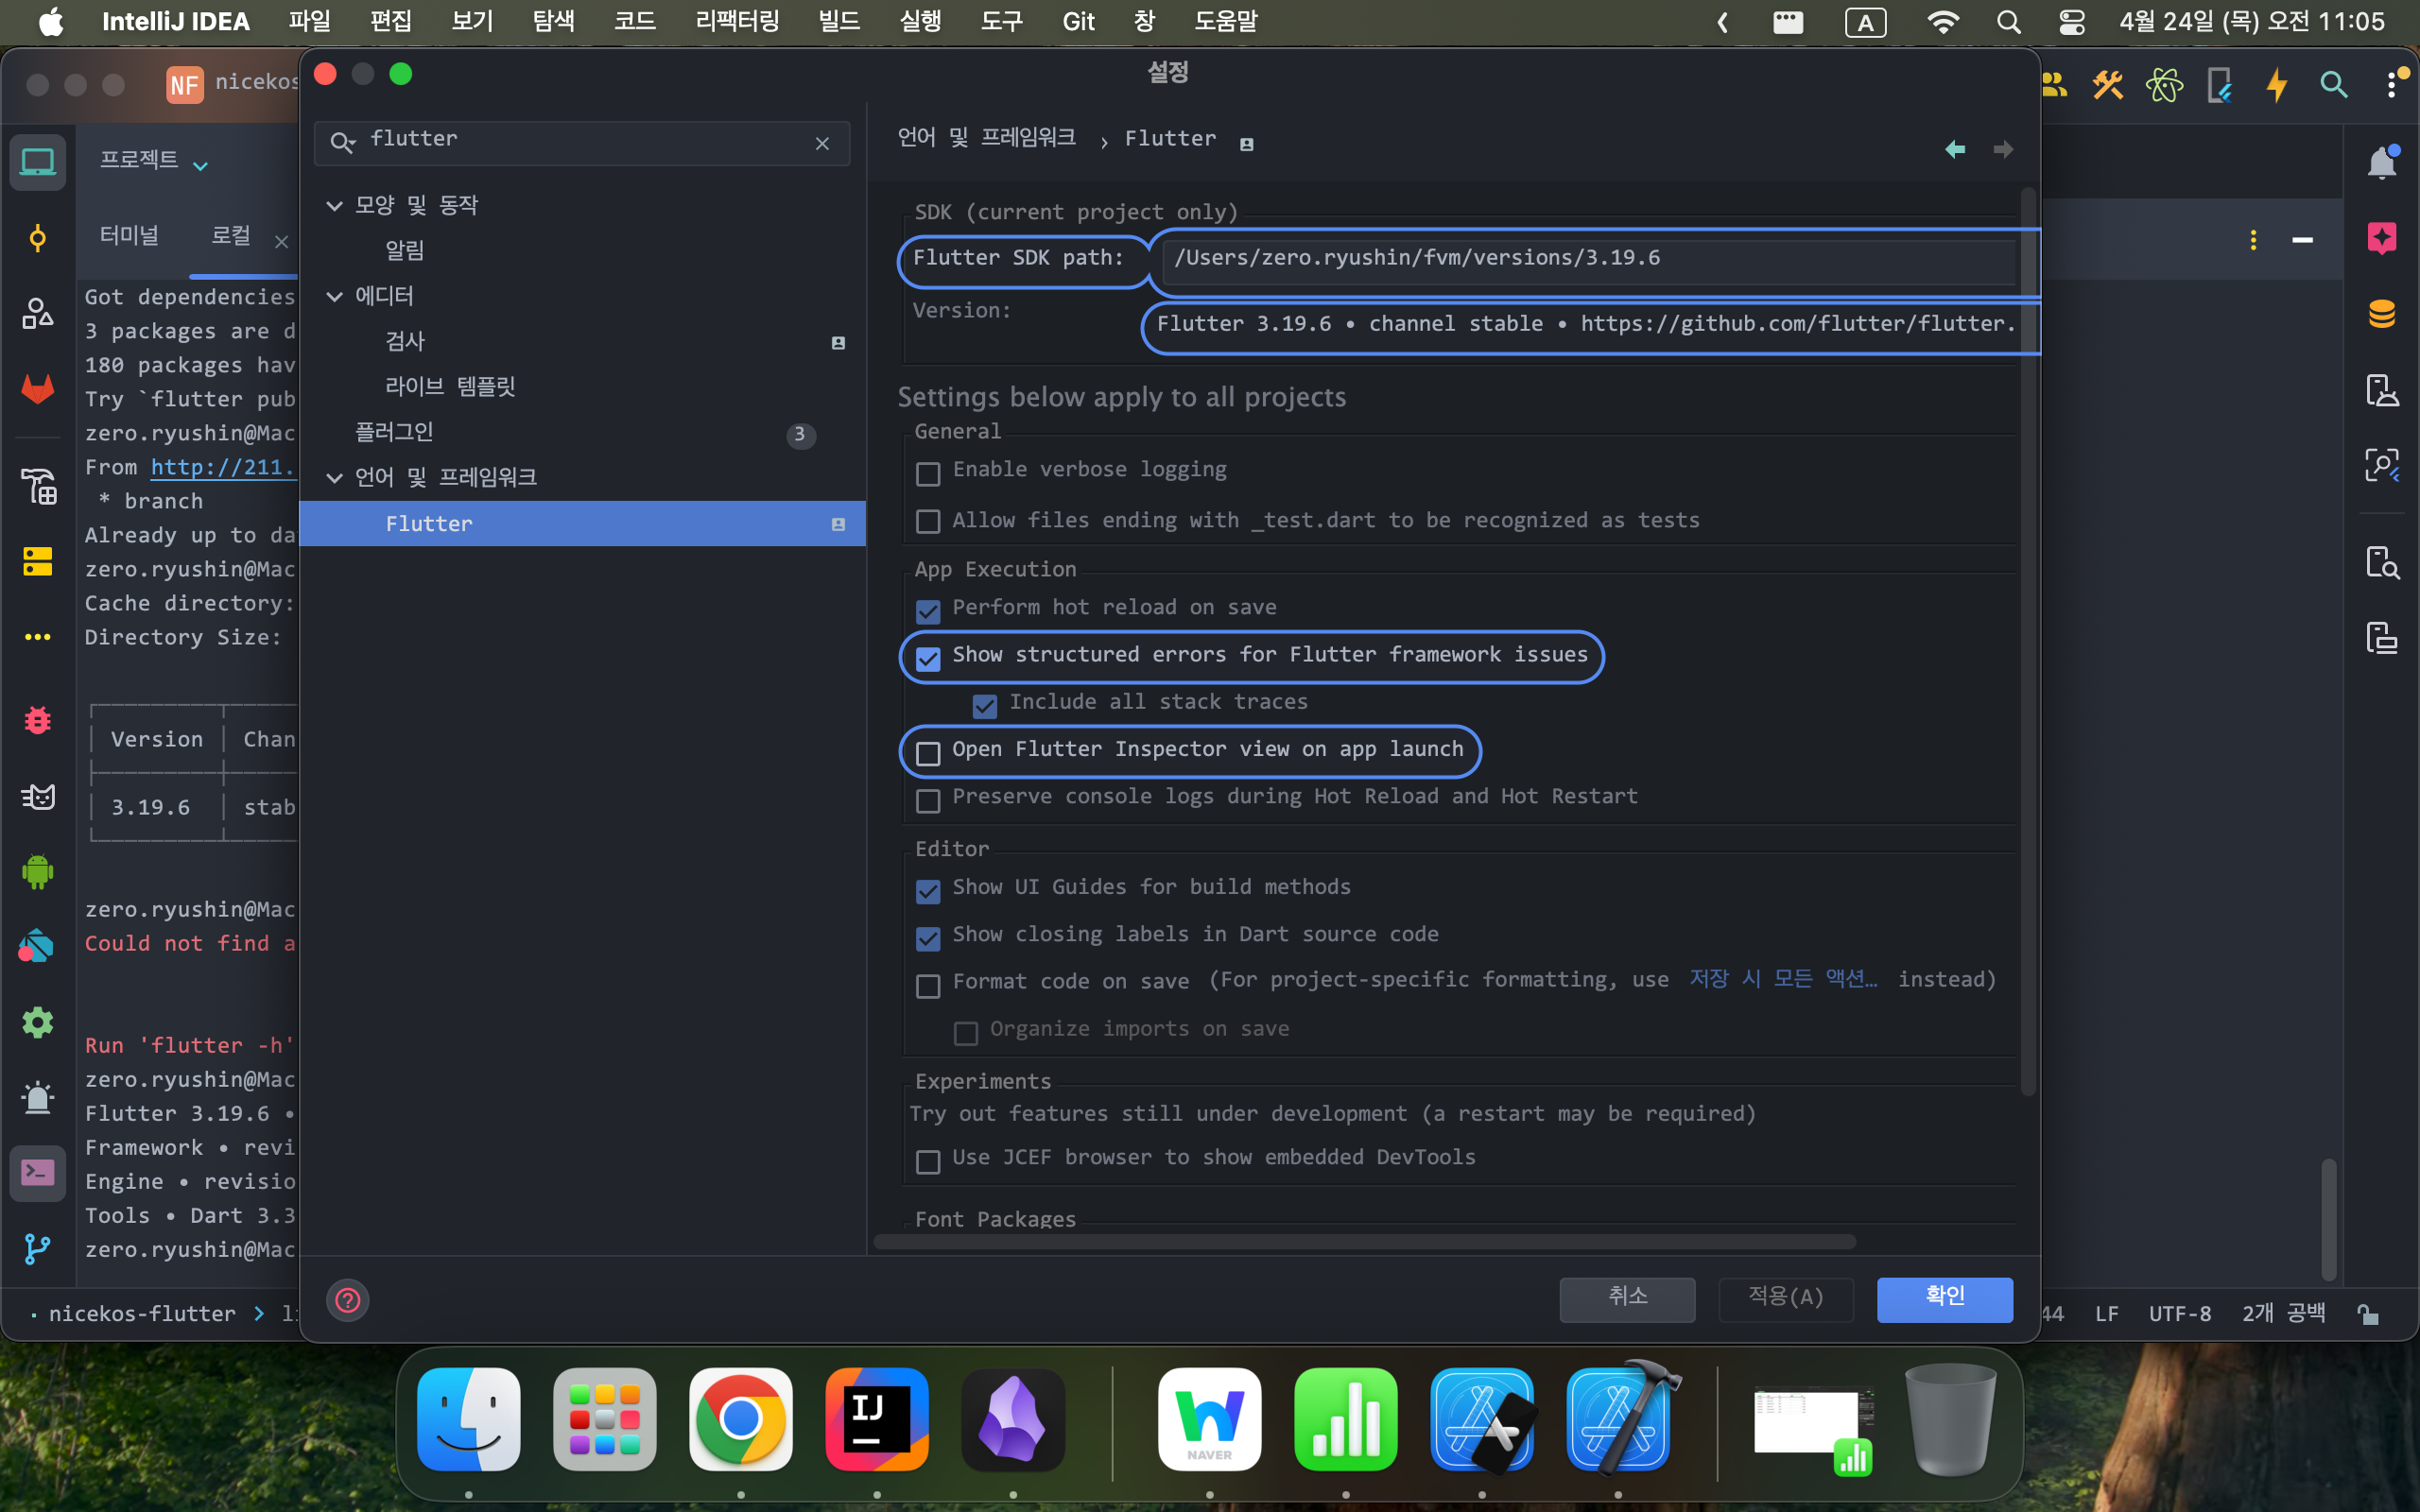 IntelliJ IDEA 파일 편집 보기 탐색 코드 리팩터링 빌드 실행 도구 Git 창 도움말 A 4월 24일 (목) 오전 11:05
NF nicekos
설정
프로젝트
터미널 로컬
Got dependencies
3 packages are d
180 packages hav
Try `flutter pub
zero.ryushin@Mac
From http://211.
* branch
Already up to da
zero.ryushin@Mac
Cache directory:
Directory Size:
Version Chan
3.19.6 stab
zero.ryushin@Mac
Could not find a
Run 'flutter -h'
zero.ryushin@Mac
Flutter 3.19.6 •
Framework • revi
Engine • revisio
Tools • Dart 3.3
zero.ryushin@Mac
flutter
모양 및 동작
알림
에디터
검사
라이브 템플릿
플러그인 3
언어 및 프레임워크
Flutter
언어 및 프레임워크 › Flutter
SDK (current project only)
Flutter SDK path: /Users/zero.ryushin/fvm/versions/3.19.6
Version: Flutter 3.19.6 • channel stable • https://github.com/flutter/flutter.
Settings below apply to all projects
General
Enable verbose logging
Allow files ending with _test.dart to be recognized as tests
App Execution
Perform hot reload on save
Show structured errors for Flutter framework issues
Include all stack traces
Open Flutter Inspector view on app launch
Preserve console logs during Hot Reload and Hot Restart
Editor
Show UI Guides for build methods
Show closing labels in Dart source code
Format code on save (For project-specific formatting, use 저장 시 모든 액션… instead)
Organize imports on save
Experiments
Try out features still under development (a restart may be required)
Use JCEF browser to show embedded DevTools
Font Packages
? 취소 적용(A) 확인
nicekos-flutter › li 44 LF UTF-8 2개 공백
IJ
NAVER